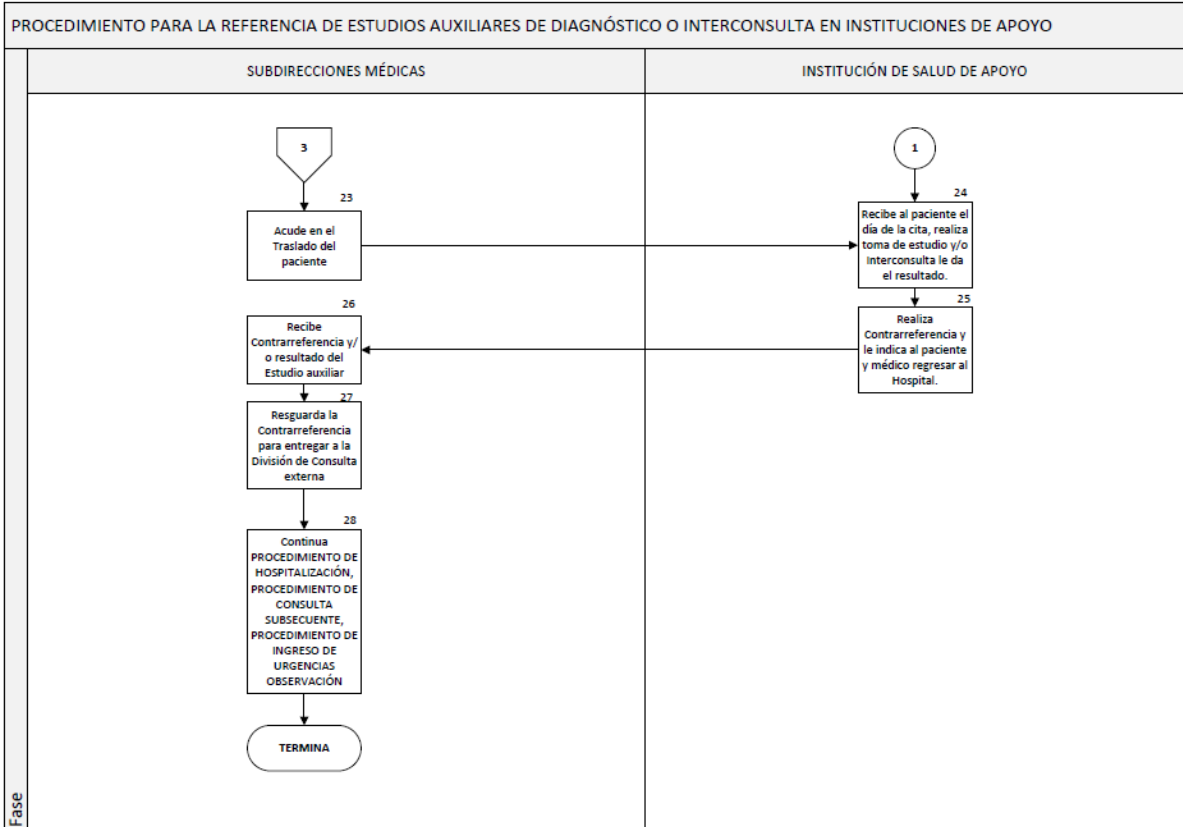 PROCEDIMIENTO PARA LA REFERENCIA DE ESTUDIOS AUXILIARES DE DIAGNÓSTICO O INTERCONSULTA EN INSTITUCIONES DE APOYO
SUBDIRECCIONES MÉDICAS
INSTITUCIÓN DE SALUD DE APOYO
3
23
Acude en el
Traslado del
paciente
1
24
Recibe al paciente el
día de la cita, realiza
toma de estudio y/o
Interconsulta le da
el resultado.
25
Realiza
Contrarreferencia y
le indica al paciente
y médico regresar al
Hospital.
26
Recibe
Contrarreferencia y/
o resultado del
Estudio auxiliar
27
Resguarda la
Contrarreferencia
para entregar a la
División de Consulta
externa
28
Continua
PROCEDIMIENTO DE
HOSPITALIZACIÓN,
PROCEDIMIENTO DE
CONSULTA
SUBSECUENTE,
PROCEDIMIENTO DE
INGRESO DE
URGENCIAS
OBSERVACIÓN
TERMINA
Fase